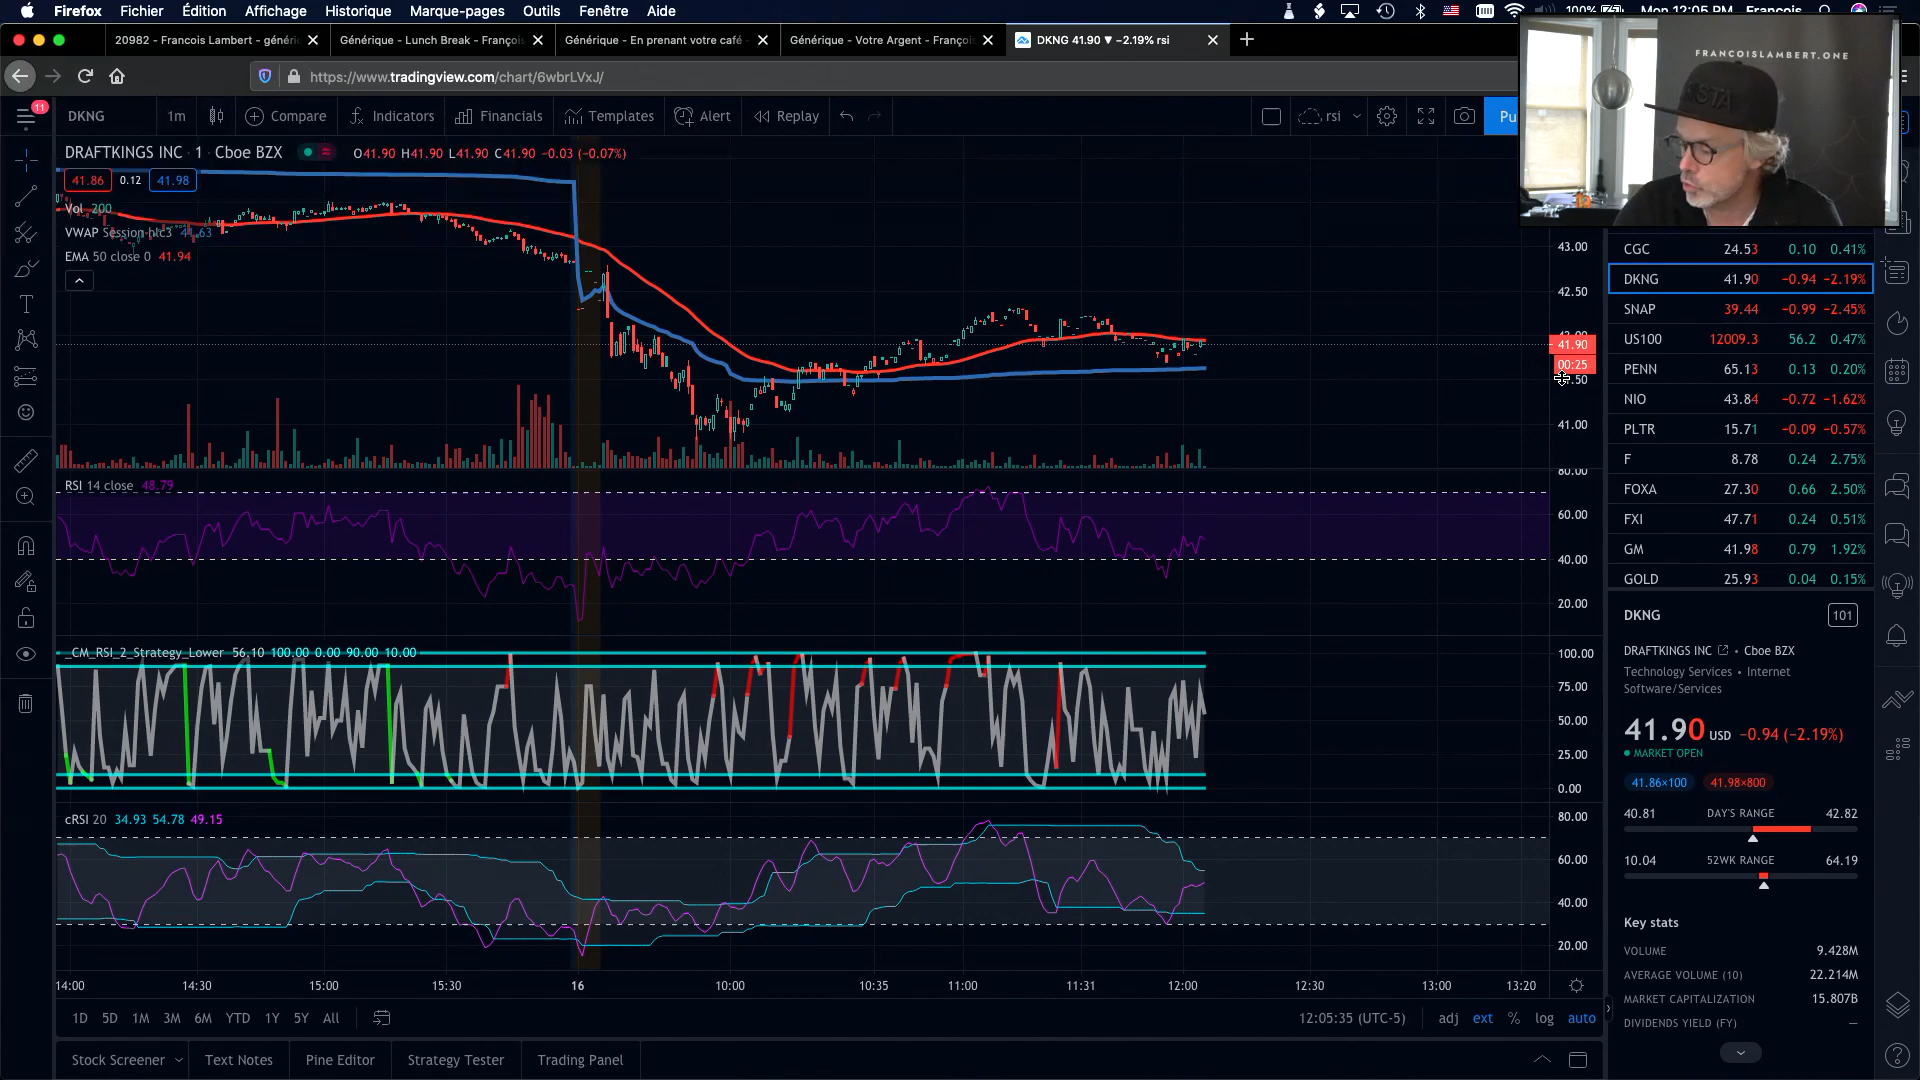 Firefox Fichier Édition Affichage Historique Marque-pages Outils Fenêtre Aide 100% Mon 12:05 PM François
20982 - Francois Lambert - généri Générique - Lunch Break - Franço Générique - En prenant votre café - Générique - Votre Argent - Françoi DKNG 41.90 ▼ −2.19% rsi
https://www.tradingview.com/chart/6wbrLVxJ/
FRANCOISLAMBERT.ONE
11
DKNG 1m Compare Indicators Financials Templates Alert Replay rsi Pu
DRAFTKINGS INC · 1 · Cboe BZX O41.90 H41.90 L41.90 C41.90 −0.03 (−0.07%)
41.86 0.12 41.98
Vol 200
VWAP Session hlc3 41.63
EMA 50 close 0 41.94
43.00
42.50
42.00
41.90
00:25
41.00
RSI 14 close 48.79
80.00
60.00
40.00
20.00
_CM_RSI_2_Strategy_Lower 56.10 100.00 0.00 90.00 10.00
100.00
75.00
50.00
25.00
0.00
cRSI 20 34.93 54.78 49.15
80.00
60.00
40.00
20.00
14:00 14:30 15:00 15:30 16 10:00 10:35 11:00 11:31 12:00 12:30 13:00 13:20
1D 5D 1M 3M 6M YTD 1Y 5Y All 12:05:35 (UTC-5) adj ext % log auto
Stock Screener Text Notes Pine Editor Strategy Tester Trading Panel
CGC 24.53 0.10 0.41%
DKNG 41.90 −0.94 −2.19%
SNAP 39.44 −0.99 −2.45%
US100 12009.3 56.2 0.47%
PENN 65.13 0.13 0.20%
NIO 43.84 −0.72 −1.62%
PLTR 15.71 −0.09 −0.57%
F 8.78 0.24 2.75%
FOXA 27.30 0.66 2.50%
FXI 47.71 0.24 0.51%
GM 41.98 0.79 1.92%
GOLD 25.93 0.04 0.15%
DKNG 101
DRAFTKINGS INC • Cboe BZX
Technology Services • Internet
Software/Services
41.90 USD −0.94 (−2.19%)
MARKET OPEN
41.86×100 41.98×800
40.81 DAY'S RANGE 42.82
10.04 52WK RANGE 64.19
Key stats
VOLUME 9.428M
AVERAGE VOLUME (10) 22.214M
MARKET CAPITALIZATION 15.807B
DIVIDENDS YIELD (FY) —